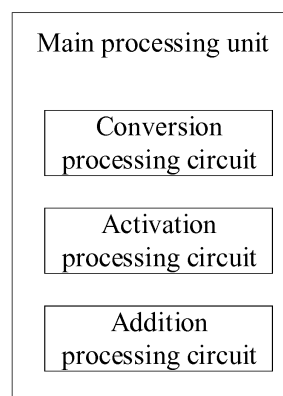 Main processing unit
Conversion
processing circuit
Activation
processing circuit
Addition
processing circuit